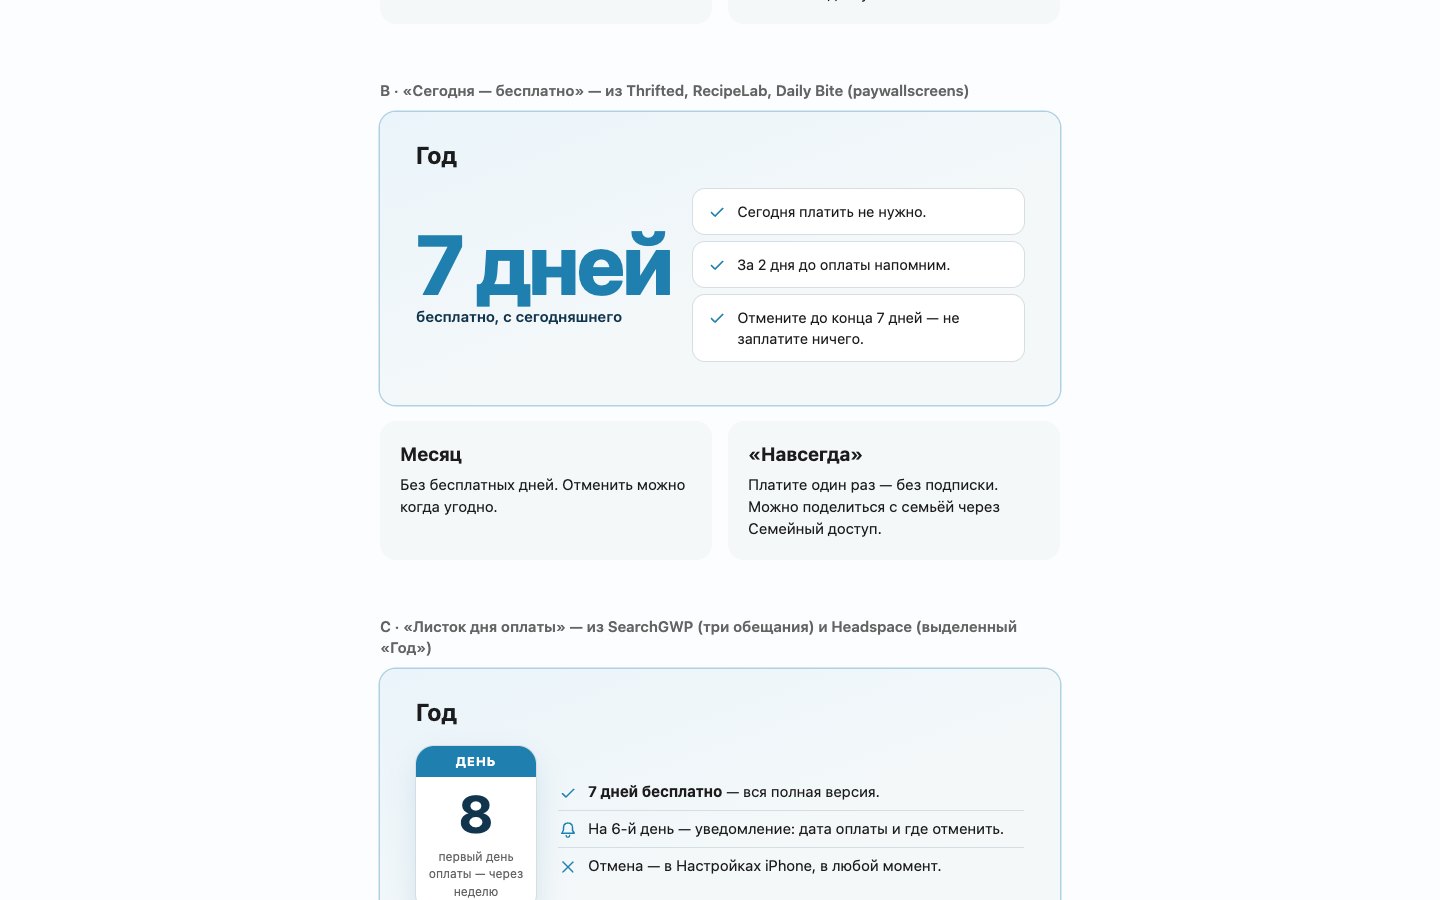 B · «Сегодня — бесплатно» — из Thrifted, RecipeLab, Daily Bite (paywallscreens)
Год
7 дней
бесплатно, с сегодняшнего
Сегодня платить не нужно.
За 2 дня до оплаты напомним.
Отмените до конца 7 дней — не
заплатите ничего.
Месяц
Без бесплатных дней. Отменить можно
когда угодно.
«Навсегда»
Платите один раз — без подписки.
Можно поделиться с семьёй через
Семейный доступ.
C · «Листок дня оплаты» — из SearchGWP (три обещания) и Headspace (выделенный
«Год»)
Год
ДЕНЬ
8
первый день
оплаты — через
неделю
7 дней бесплатно — вся полная версия.
На 6-й день — уведомление: дата оплаты и где отменить.
Отмена — в Настройках iPhone, в любой момент.